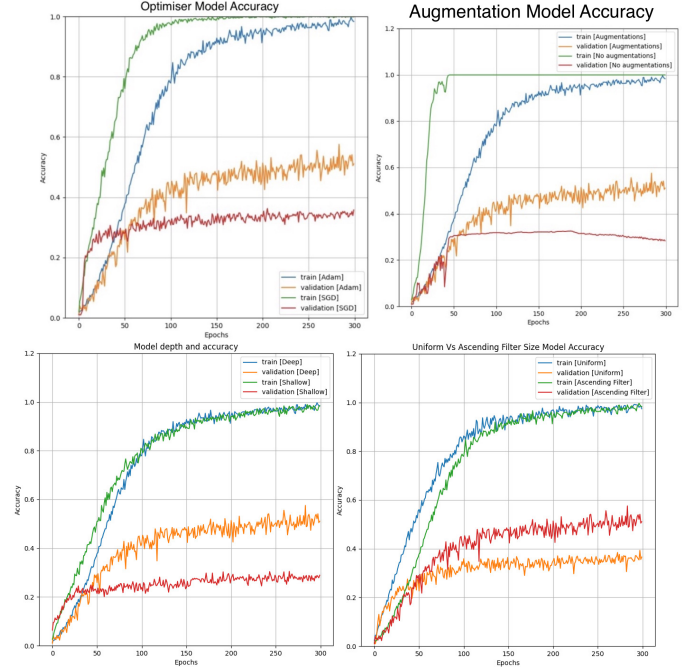 Optimiser Model Accuracy
1.0
0.8
0.6
0.4
0.2
0.0
Accuracy
0
50
100
150
200
250
300
Epochs
train [Adam]
validation [Adam]
train [SGD]
validation [SGD]
Augmentation Model Accuracy
1.2
1.0
0.8
0.6
0.4
0.2
0.0
Accuracy
0
50
100
150
200
250
300
Epochs
train [Augmentations]
validation [Augmentations]
train [No augmentations]
validation [No augmentations]
Model depth and accuracy
1.2
1.0
0.8
0.6
0.4
0.2
0.0
Accuracy
0
50
100
150
200
250
300
Epochs
train [Deep]
validation [Deep]
train [Shallow]
validation [Shallow]
Uniform Vs Ascending Filter Size Model Accuracy
1.2
1.0
0.8
0.6
0.4
0.2
0.0
Accuracy
0
50
100
150
200
250
300
Epochs
train [Uniform]
validation [Uniform]
train [Ascending Filter]
validation [Ascending Filter]